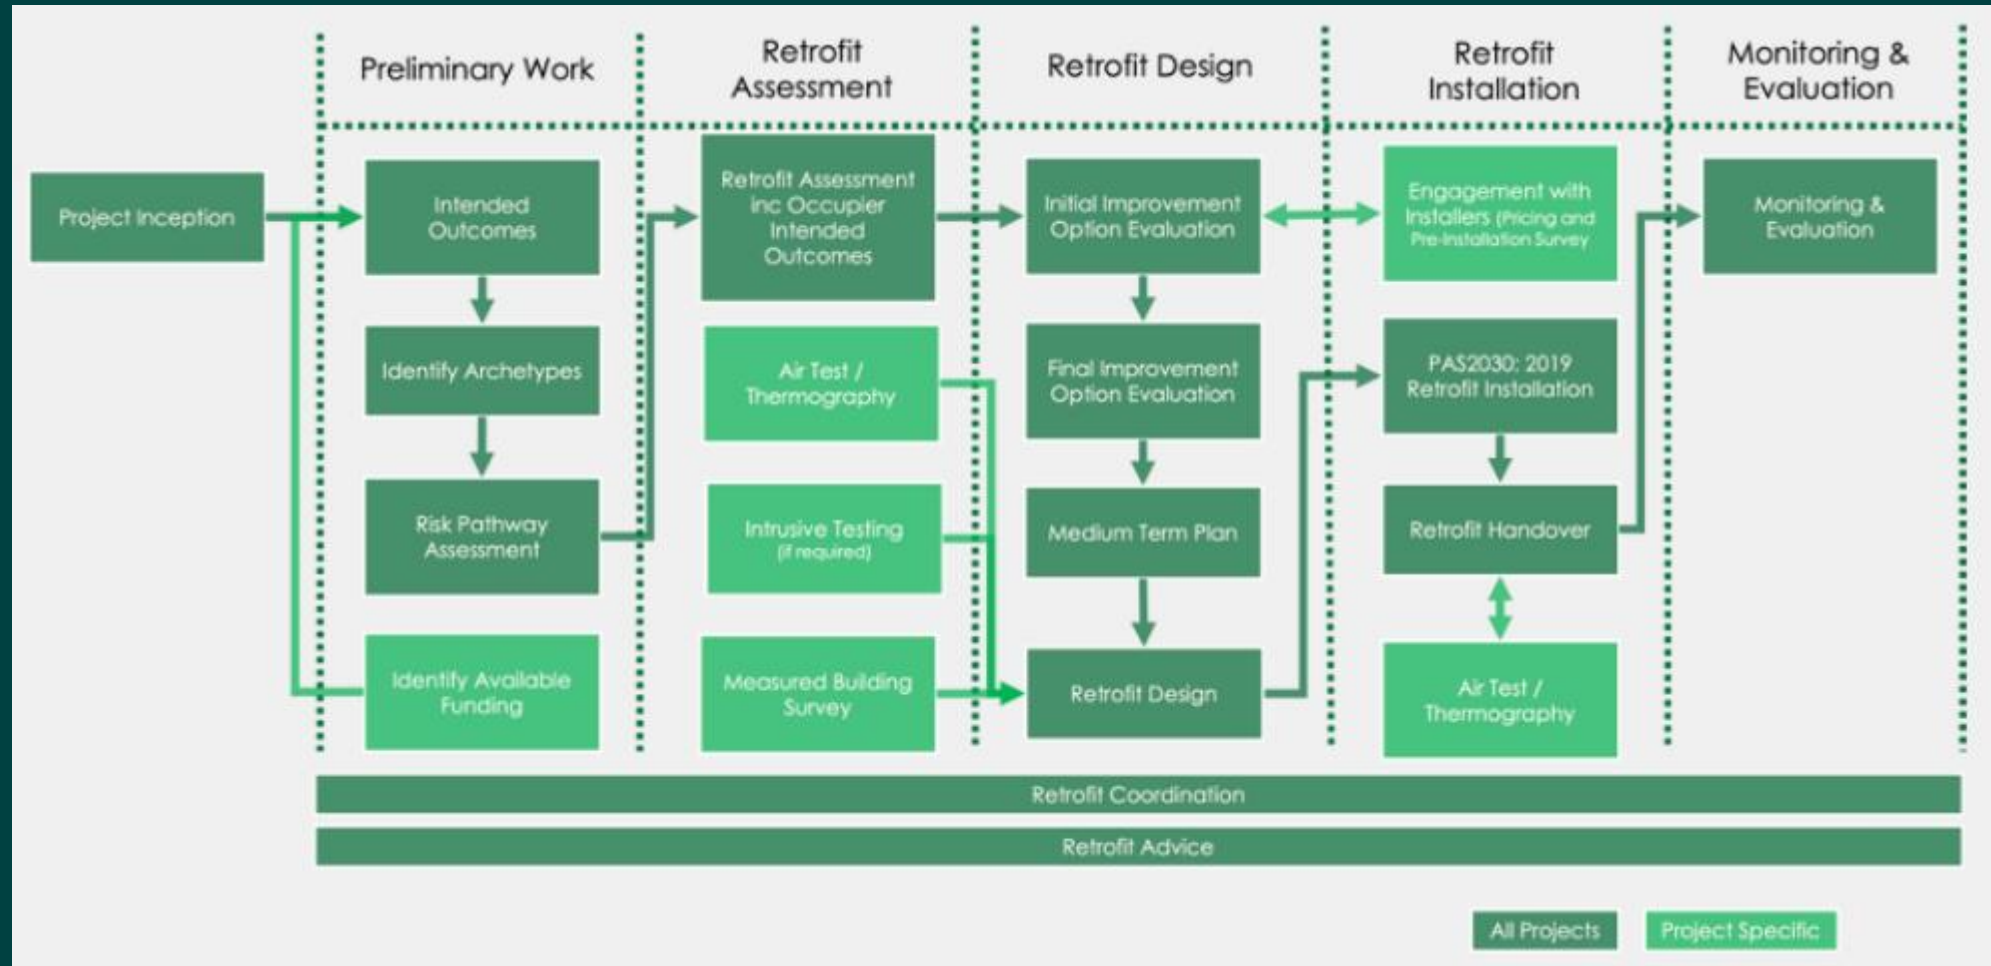 Preliminary Work
Retrofit
Assessment
Retrofit Design
Retrofit
Installation
Monitoring &
Evaluation
Project Inception
Intended
Outcomes
Identify Archetypes
Risk Pathway
Assessment
Identify Available
Funding
Retrofit Assessment
inc Occupier
Intended
Outcomes
Air Test /
Thermography
Intrusive Testing
(if required)
Measured Building
Survey
Initial Improvement
Option Evaluation
Final Improvement
Option Evaluation
Medium Term Plan
Retrofit Design
Engagement with
Installers (Pricing and
Pre-Installation Survey
PAS2030: 2019
Retrofit Installation
Retrofit Handover
Air Test /
Thermography
Monitoring &
Evaluation
Retrofit Coordination
Retrofit Advice
All Projects
Project Specific